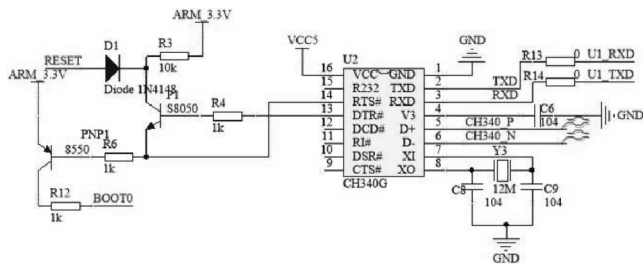 ARM_3.3V
D1
R3
RESET
10k
ARM_3.3V
Diode 1N4148
P1
S8050
R4
1k
PNP1
8550
R6
1k
R12
1k
BOOT0
VCC5
U2
16 VCC GND 1
15 R232 TXD 2 TXD
14 RTS# RXD 3 RXD
13 DTR# V3 4
12 DCD# D+ 5 CH340_P
11 RI# D- 6 CH340_N
10 DSR# XI 7
9 CTS# XO 8
CH340G
GND
R13 0 U1_RXD
R14 0 U1_TXD
C6
104
GND
Y3
12M
C8
104
C9
104
GND